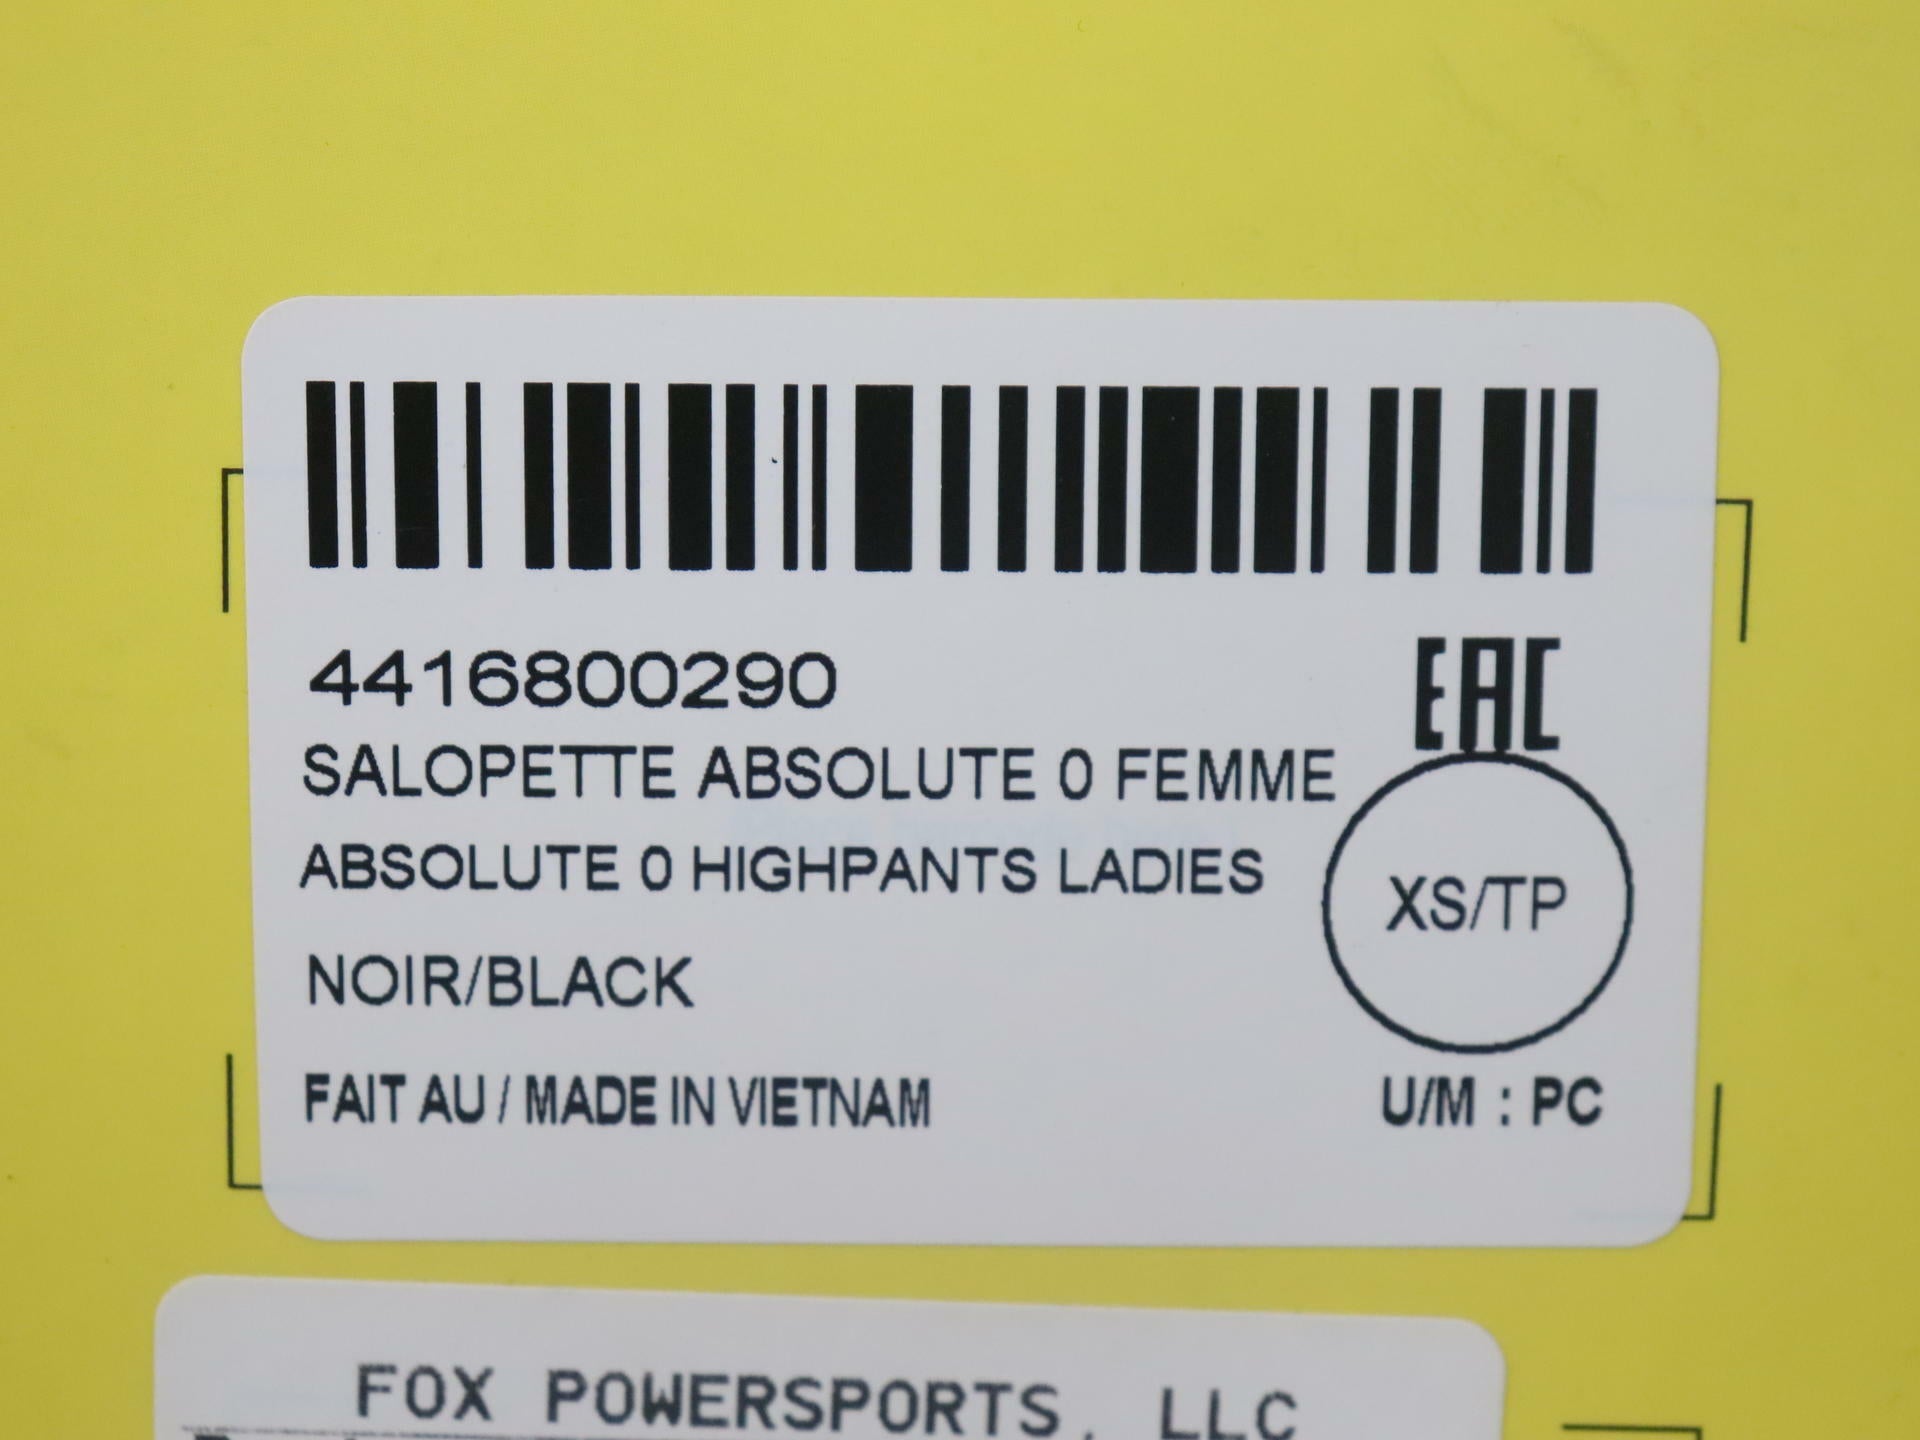 4416800290
EAC
SALOPETTE ABSOLUTE 0 FEMME
ABSOLUTE 0 HIGHPANTS LADIES
XS/TP
NOIR/BLACK
FAIT AU / MADE IN VIETNAM
U/M : PC
FOX POWERSPORTS, LLC